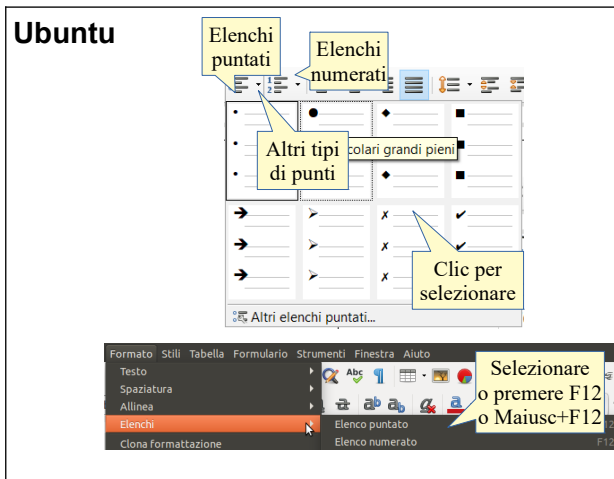 Ubuntu
Elenchi
puntati
Elenchi
numerati
Altri tipi
di punti
colari grandi pieni
Clic per
selezionare
Altri elenchi puntati...
Formato Stili Tabella Formulario Strumenti Finestra Aiuto
Testo
Spaziatura
Allinea
Elenchi
Clona formattazione
Elenco puntato
Elenco numerato F12
Selezionare
o premere F12
o Maiusc+F12